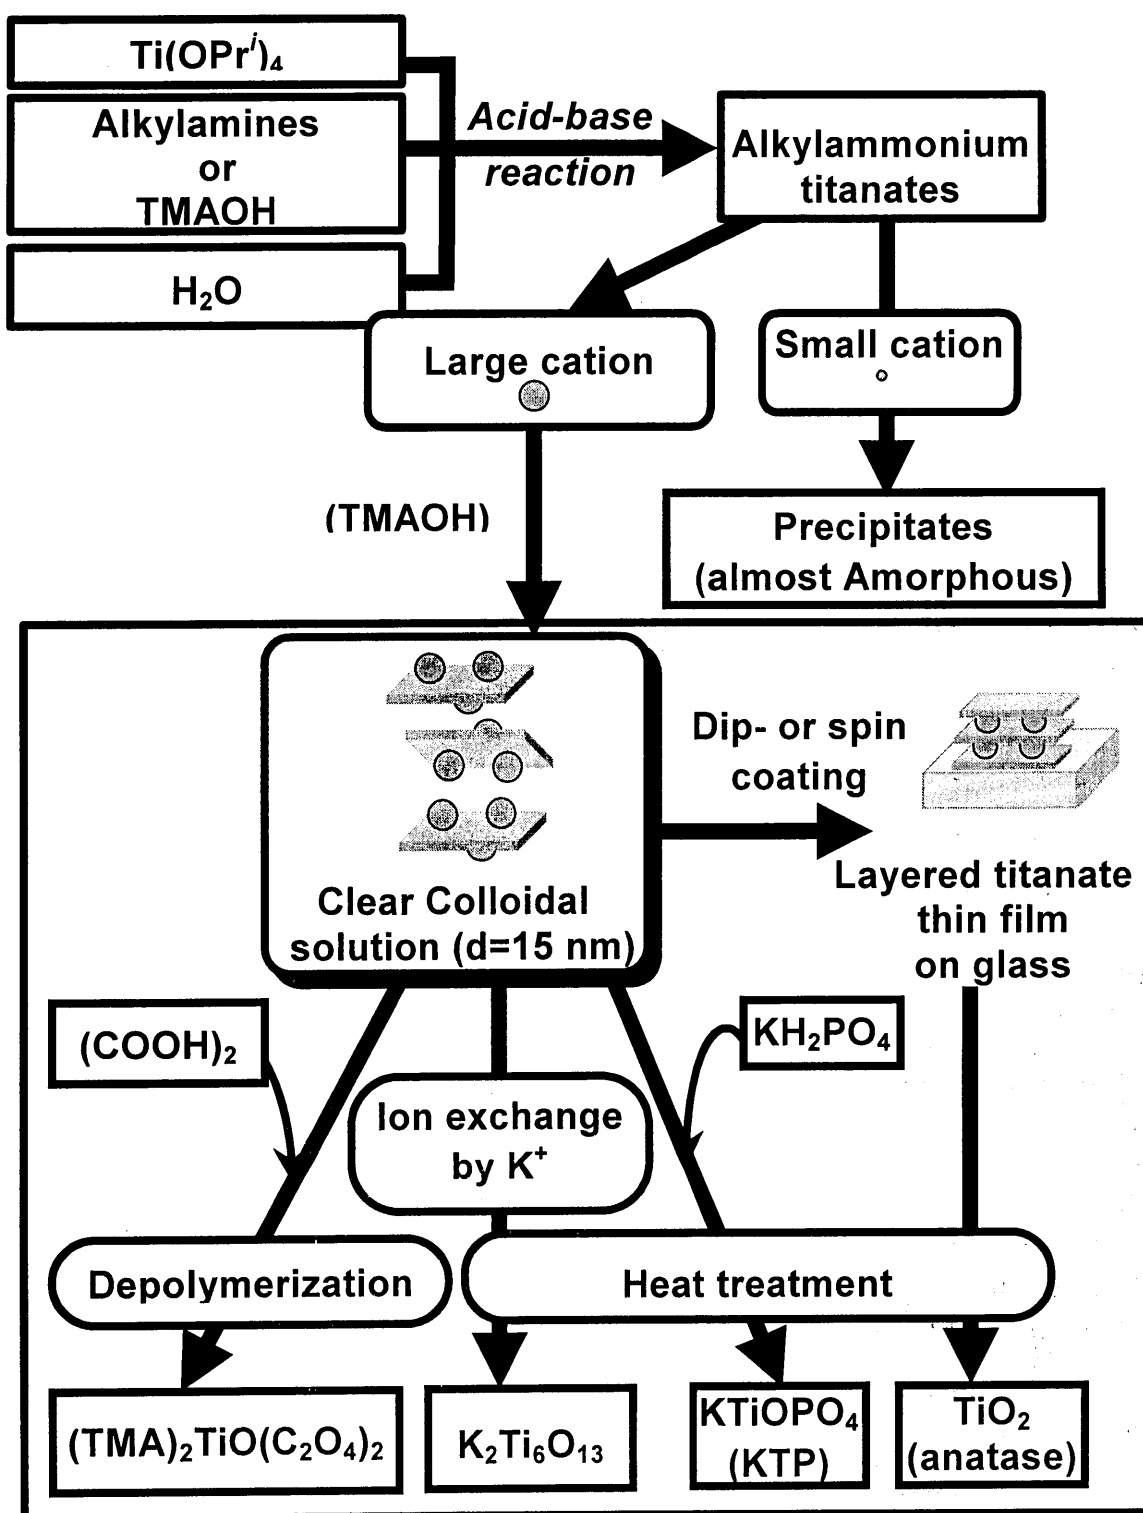 Ti(OPrⁱ)₄
Alkylamines
or
TMAOH
H₂O
Acid-base
reaction
Alkylammonium
titanates
Large cation
Small cation
(TMAOH)
Precipitates
(almost Amorphous)
Clear Colloidal
solution (d=15 nm)
Dip- or spin
coating
Layered titanate
thin film
on glass
(COOH)₂
KH₂PO₄
Ion exchange
by K⁺
Depolymerization
Heat treatment
(TMA)₂TiO(C₂O₄)₂
K₂Ti₆O₁₃
KTiOPO₄
(KTP)
TiO₂
(anatase)